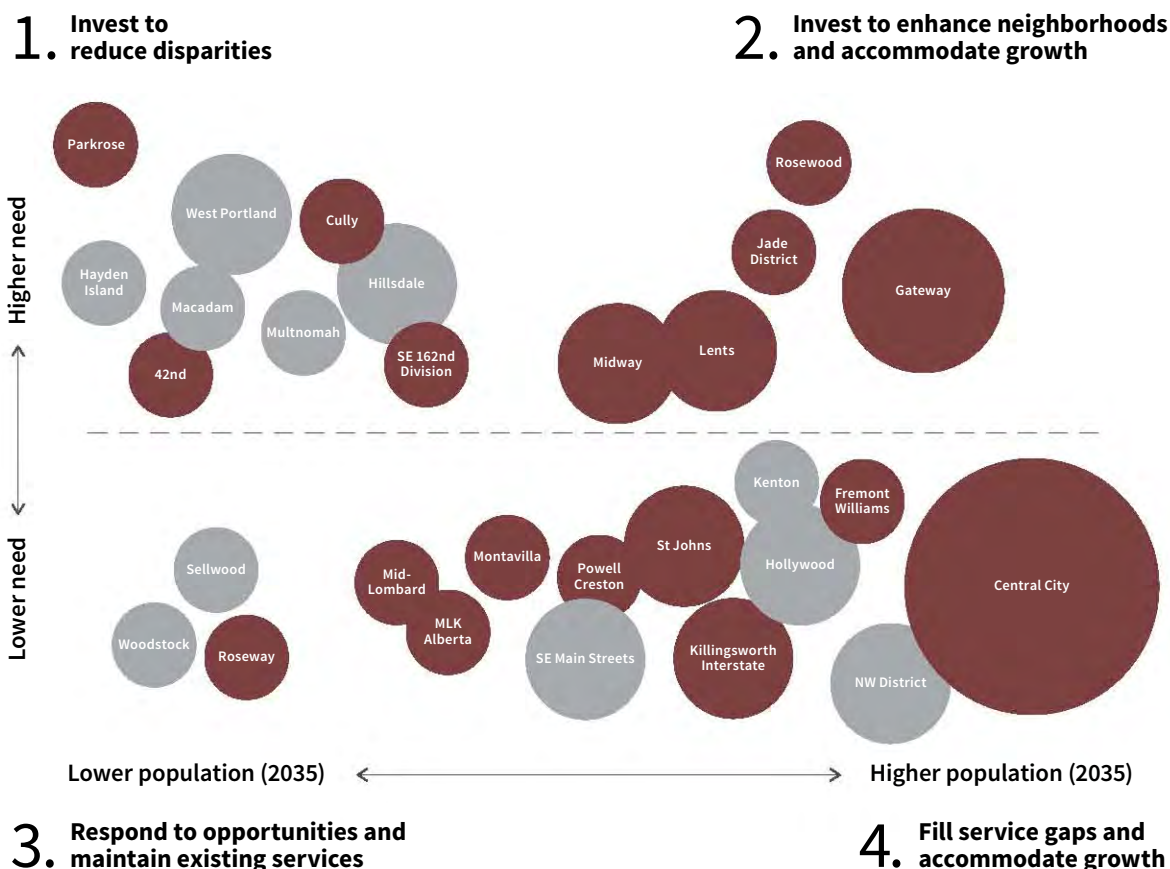 1. Invest to
reduce disparities
2. Invest to enhance neighborhoods
and accommodate growth
Higher need
Lower need
Parkrose
West Portland
Cully
Hayden
Island
Macadam
Hillsdale
Multnomah
42nd
SE 162nd
Division
Rosewood
Jade
District
Gateway
Midway
Lents
Sellwood
Woodstock
Roseway
Mid-
Lombard
MLK
Alberta
Montavilla
Powell
Creston
St Johns
SE Main Streets
Killingsworth
Interstate
Kenton
Fremont
Williams
Hollywood
NW District
Central City
Lower population (2035)
Higher population (2035)
3. Respond to opportunities and
maintain existing services
4. Fill service gaps and
accommodate growth